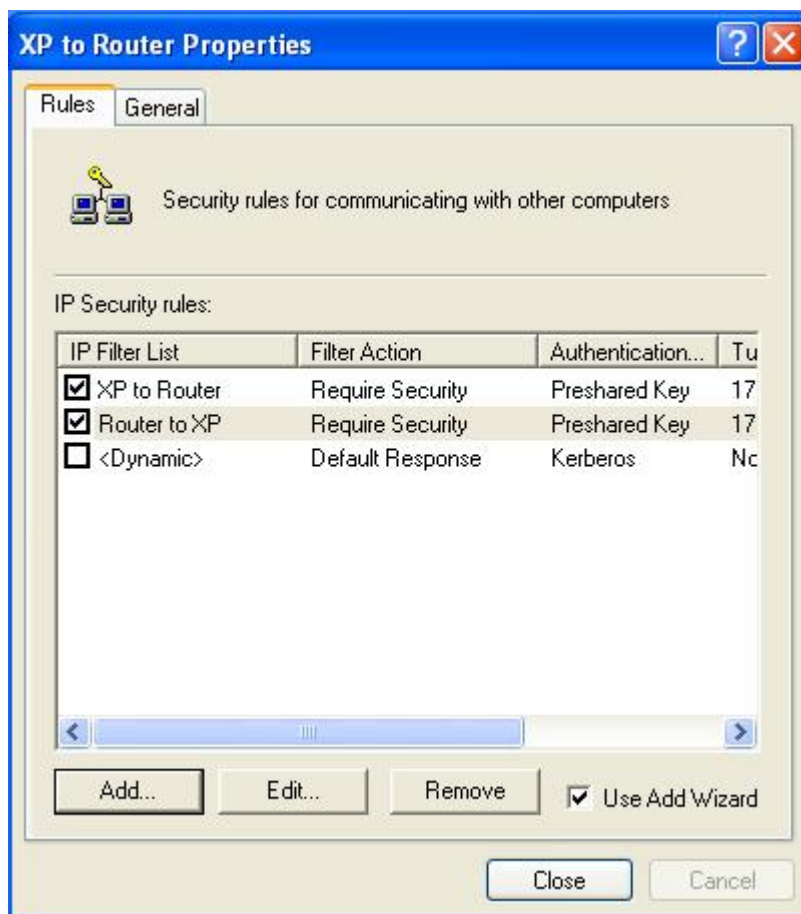 XP to Router Properties
Rules General
Security rules for communicating with other computers
IP Security rules:
IP Filter List Filter Action Authentication... Tu
XP to Router Require Security Preshared Key 17
Router to XP Require Security Preshared Key 17
<Dynamic> Default Response Kerberos Nc
Add... Edit... Remove Use Add Wizard
Close Cancel